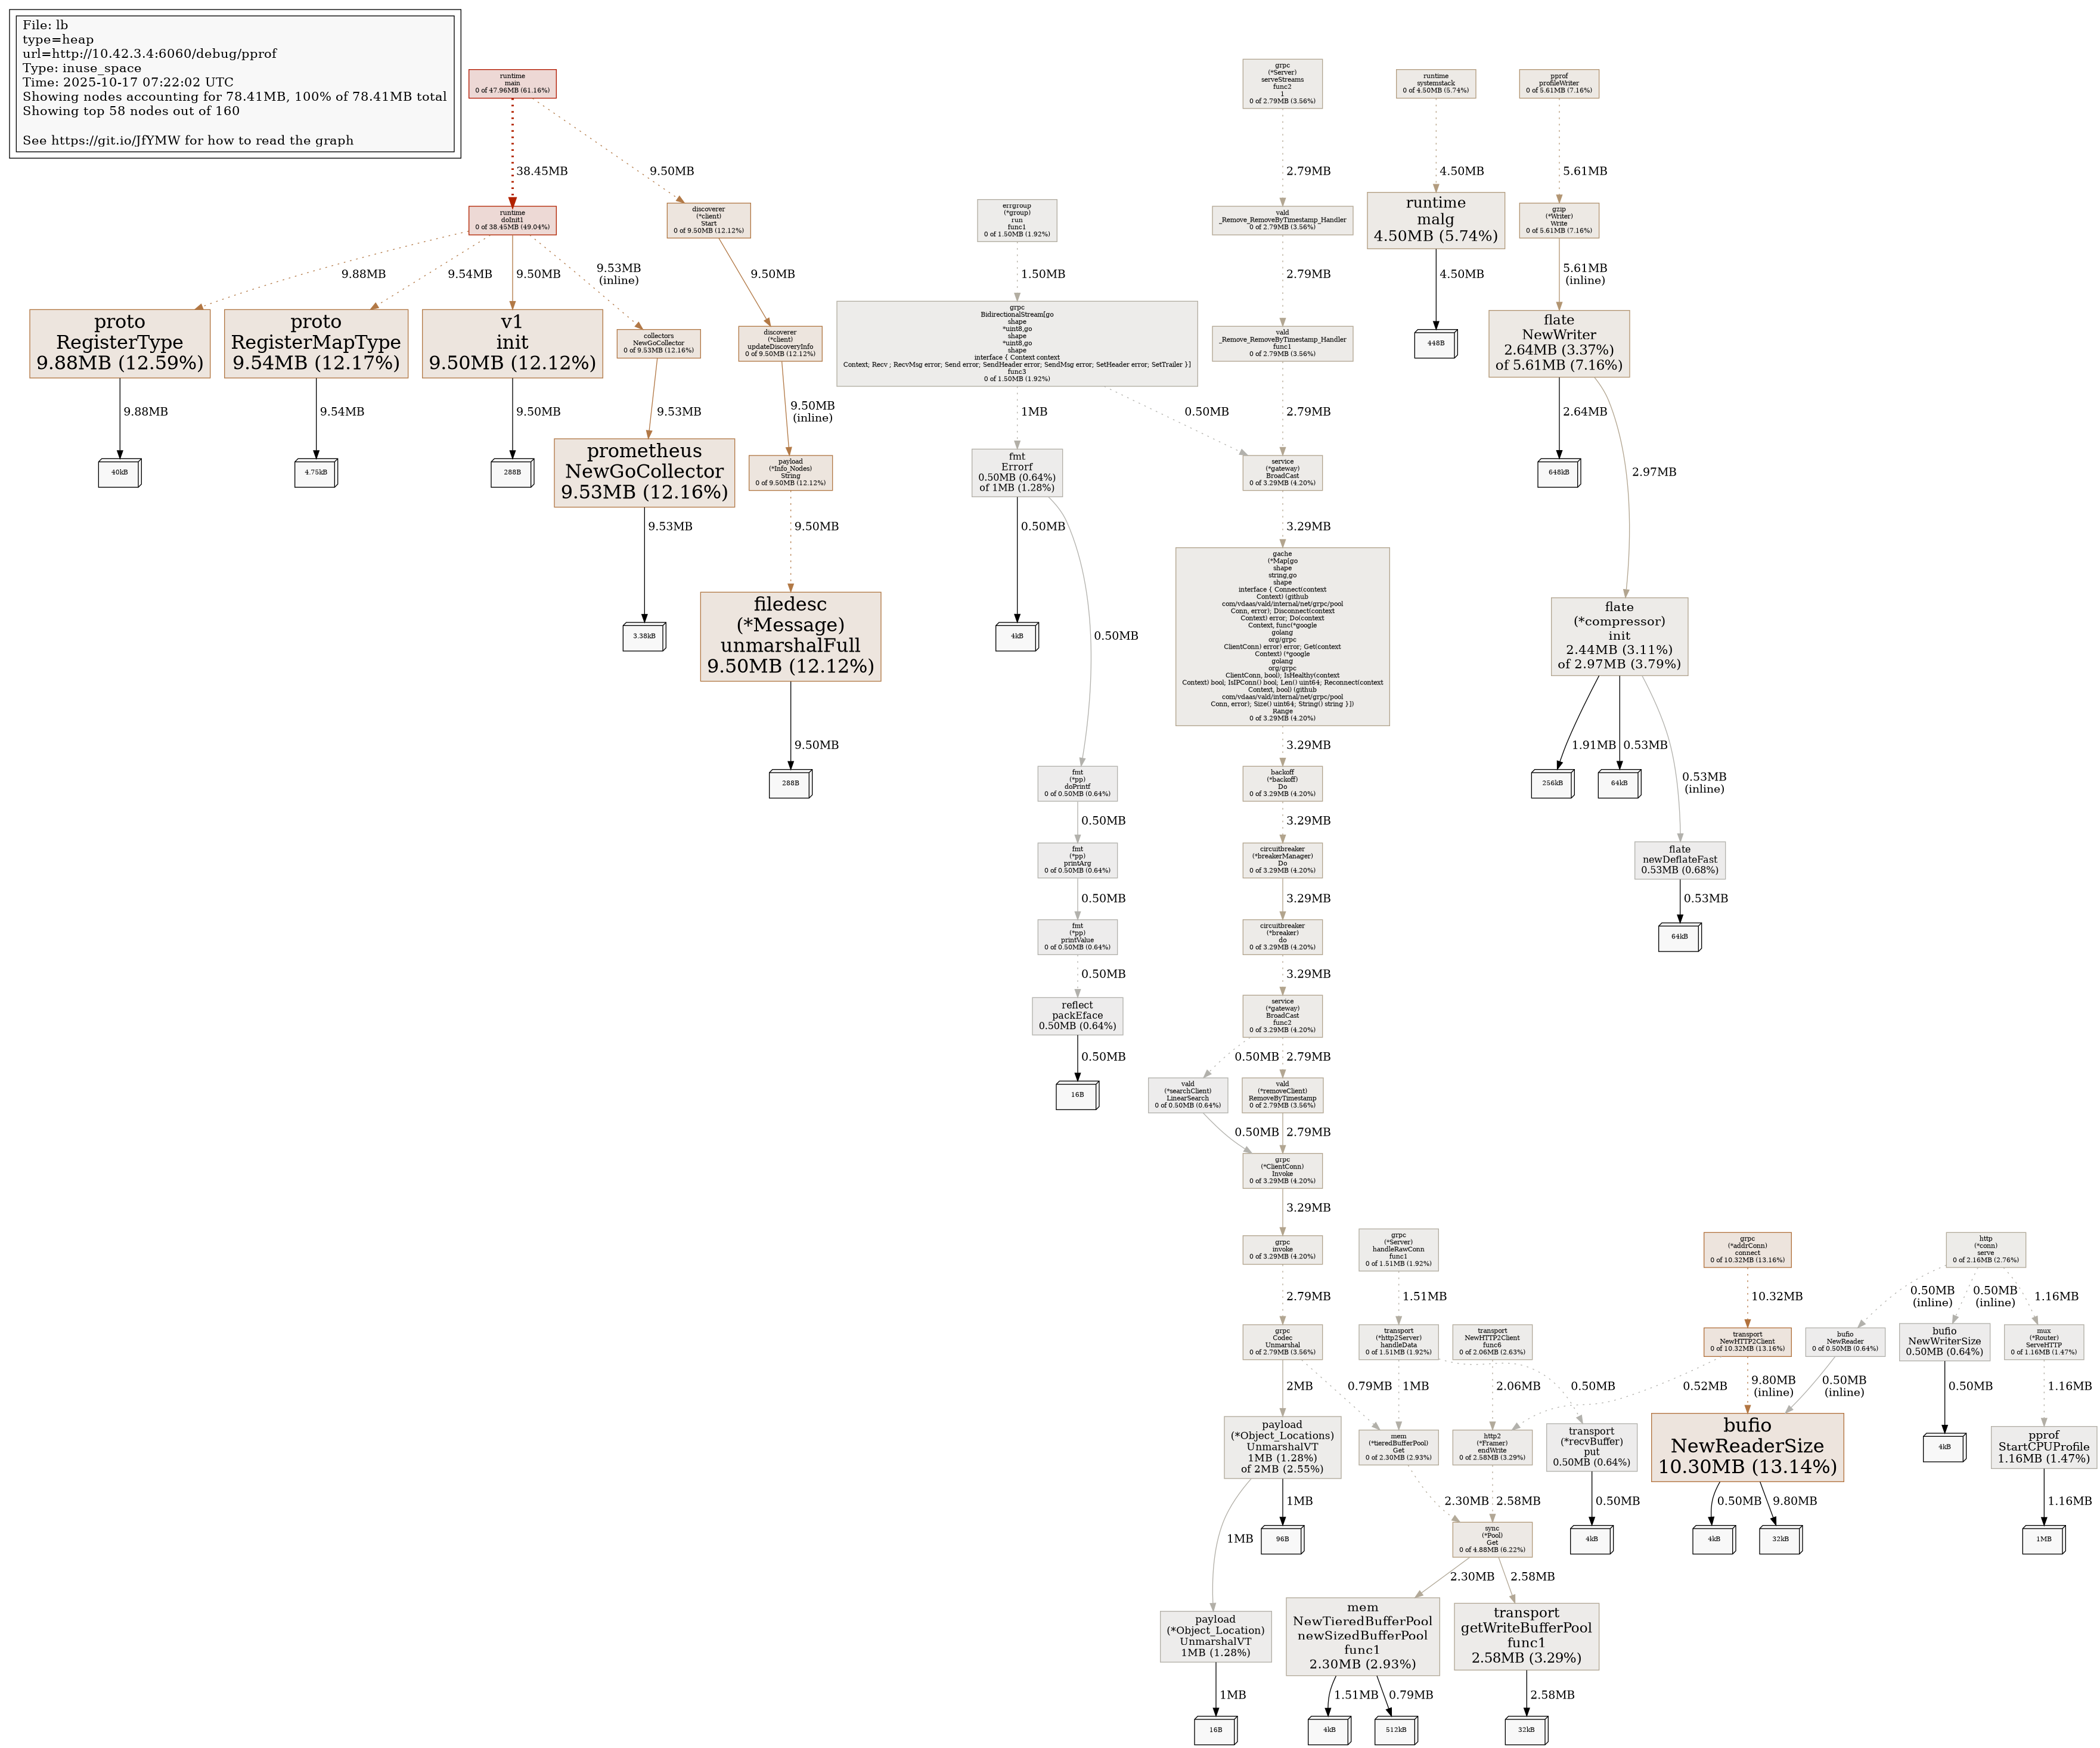 File: lb
type=heap
url=http://10.42.3.4:6060/debug/pprof
Type: inuse_space
Time: 2025-10-17 07:22:02 UTC
Showing nodes accounting for 78.41MB, 100% of 78.41MB total
Showing top 58 nodes out of 160
See https://git.io/JfYMW for how to read the graph
runtime
main
0 of 47.96MB (61.16%)
grpc
(*Server)
serveStreams
func2
1
0 of 2.79MB (3.56%)
runtime
systemstack
0 of 4.50MB (5.74%)
pprof
profileWriter
0 of 5.61MB (7.16%)
38.45MB
9.50MB
2.79MB
4.50MB
5.61MB
runtime
doInit1
0 of 38.45MB (49.04%)
discoverer
(*client)
Start
0 of 9.50MB (12.12%)
errgroup
(*group)
run
func1
0 of 1.50MB (1.92%)
vald
_Remove_RemoveByTimestamp_Handler
0 of 2.79MB (3.56%)
runtime
malg
4.50MB (5.74%)
gzip
(*Writer)
Write
0 of 5.61MB (7.16%)
9.88MB
9.54MB
9.50MB
9.53MB
(inline)
9.50MB
1.50MB
2.79MB
4.50MB
5.61MB
(inline)
proto
RegisterType
9.88MB (12.59%)
proto
RegisterMapType
9.54MB (12.17%)
v1
init
9.50MB (12.12%)
collectors
NewGoCollector
0 of 9.53MB (12.16%)
discoverer
(*client)
updateDiscoveryInfo
0 of 9.50MB (12.12%)
grpc
BidirectionalStream[go
shape
*uint8,go
shape
*uint8,go
shape
interface { Context context
Context; Recv ; RecvMsg error; Send error; SendHeader error; SendMsg error; SetHeader error; SetTrailer }]
func3
0 of 1.50MB (1.92%)
vald
_Remove_RemoveByTimestamp_Handler
func1
0 of 2.79MB (3.56%)
448B
flate
NewWriter
2.64MB (3.37%)
of 5.61MB (7.16%)
9.88MB
9.54MB
9.50MB
9.53MB
9.50MB
(inline)
1MB
0.50MB
2.79MB
2.64MB
2.97MB
40kB
4.75kB
288B
prometheus
NewGoCollector
9.53MB (12.16%)
payload
(*Info_Nodes)
String
0 of 9.50MB (12.12%)
fmt
Errorf
0.50MB (0.64%)
of 1MB (1.28%)
service
(*gateway)
BroadCast
0 of 3.29MB (4.20%)
648kB
9.53MB
9.50MB
0.50MB
0.50MB
3.29MB
3.38kB
filedesc
(*Message)
unmarshalFull
9.50MB (12.12%)
4kB
gache
(*Map[go
shape
string,go
shape
interface { Connect(context
Context) (github
com/vdaas/vald/internal/net/grpc/pool
Conn, error); Disconnect(context
Context) error; Do(context
Context, func(*google
golang
org/grpc
ClientConn) error) error; Get(context
Context) (*google
golang
org/grpc
ClientConn, bool); IsHealthy(context
Context) bool; IsIPConn() bool; Len() uint64; Reconnect(context
Context, bool) (github
com/vdaas/vald/internal/net/grpc/pool
Conn, error); Size() uint64; String() string }])
Range
0 of 3.29MB (4.20%)
flate
(*compressor)
init
2.44MB (3.11%)
of 2.97MB (3.79%)
9.50MB
3.29MB
1.91MB
0.53MB
0.53MB
(inline)
288B
fmt
(*pp)
doPrintf
0 of 0.50MB (0.64%)
backoff
(*backoff)
Do
0 of 3.29MB (4.20%)
256kB
64kB
0.50MB
3.29MB
fmt
(*pp)
printArg
0 of 0.50MB (0.64%)
circuitbreaker
(*breakerManager)
Do
0 of 3.29MB (4.20%)
flate
newDeflateFast
0.53MB (0.68%)
0.50MB
3.29MB
0.53MB
fmt
(*pp)
printValue
0 of 0.50MB (0.64%)
circuitbreaker
(*breaker)
do
0 of 3.29MB (4.20%)
64kB
0.50MB
3.29MB
reflect
packEface
0.50MB (0.64%)
service
(*gateway)
BroadCast
func2
0 of 3.29MB (4.20%)
0.50MB
0.50MB
2.79MB
16B
vald
(*searchClient)
LinearSearch
0 of 0.50MB (0.64%)
vald
(*removeClient)
RemoveByTimestamp
0 of 2.79MB (3.56%)
0.50MB
2.79MB
grpc
(*ClientConn)
Invoke
0 of 3.29MB (4.20%)
3.29MB
grpc
invoke
0 of 3.29MB (4.20%)
grpc
(*Server)
handleRawConn
func1
0 of 1.51MB (1.92%)
grpc
(*addrConn)
connect
0 of 10.32MB (13.16%)
http
(*conn)
serve
0 of 2.16MB (2.76%)
2.79MB
1.51MB
10.32MB
0.50MB
(inline)
0.50MB
(inline)
1.16MB
grpc
Codec
Unmarshal
0 of 2.79MB (3.56%)
transport
(*http2Server)
handleData
0 of 1.51MB (1.92%)
transport
NewHTTP2Client
func6
0 of 2.06MB (2.63%)
transport
NewHTTP2Client
0 of 10.32MB (13.16%)
bufio
NewReader
0 of 0.50MB (0.64%)
bufio
NewWriterSize
0.50MB (0.64%)
mux
(*Router)
ServeHTTP
0 of 1.16MB (1.47%)
2MB
0.79MB
1MB
2.06MB
0.50MB
0.52MB
9.80MB
(inline)
0.50MB
(inline)
0.50MB
1.16MB
payload
(*Object_Locations)
UnmarshalVT
1MB (1.28%)
of 2MB (2.55%)
mem
(*tieredBufferPool)
Get
0 of 2.30MB (2.93%)
http2
(*Framer)
endWrite
0 of 2.58MB (3.29%)
transport
(*recvBuffer)
put
0.50MB (0.64%)
bufio
NewReaderSize
10.30MB (13.14%)
4kB
pprof
StartCPUProfile
1.16MB (1.47%)
1MB
1MB
2.30MB
2.58MB
0.50MB
0.50MB
9.80MB
1.16MB
96B
sync
(*Pool)
Get
0 of 4.88MB (6.22%)
4kB
4kB
32kB
1MB
2.30MB
2.58MB
payload
(*Object_Location)
UnmarshalVT
1MB (1.28%)
mem
NewTieredBufferPool
newSizedBufferPool
func1
2.30MB (2.93%)
transport
getWriteBufferPool
func1
2.58MB (3.29%)
1MB
1.51MB
0.79MB
2.58MB
16B
4kB
512kB
32kB